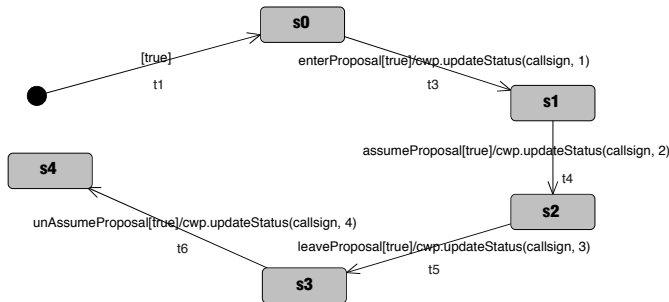 s0
[true]
t1
enterProposal[true]/cwp.updateStatus(callsign, 1)
t3
s1
assumeProposal[true]/cwp.updateStatus(callsign, 2)
t4
s4
s2
unAssumeProposal[true]/cwp.updateStatus(callsign, 4)
t6
leaveProposal[true]/cwp.updateStatus(callsign, 3)
t5
s3